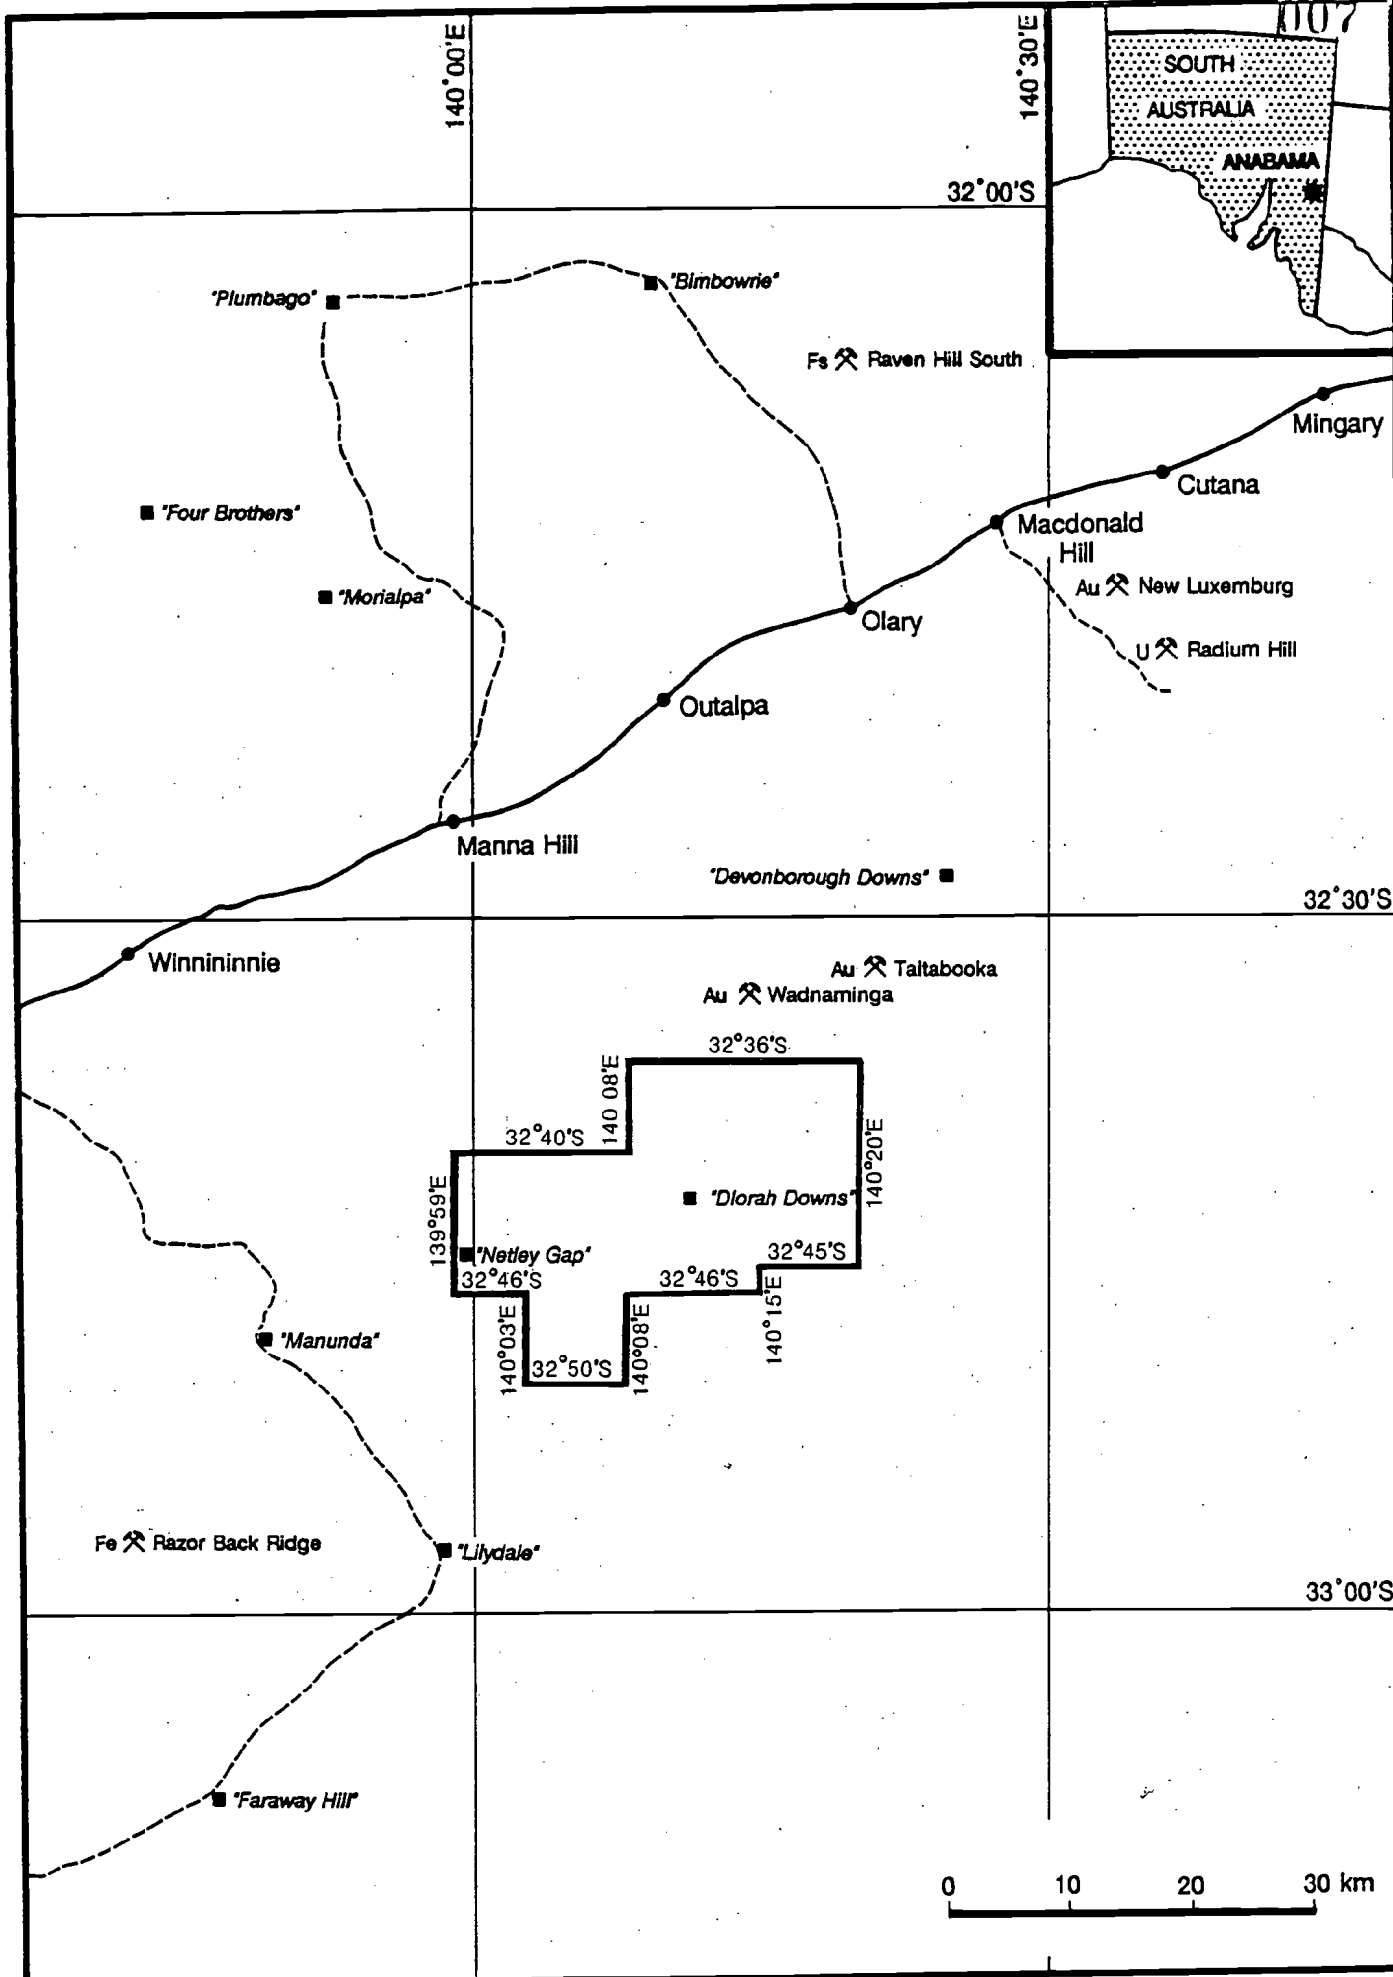 007
140°00'E
140°30'E
SOUTH
AUSTRALIA
ANABAMA
32°00'S
"Plumbago"
"Bimbowrie"
Fs Raven Hill South
Mingary
Cutana
"Four Brothers"
Macdonald
Hill
Au New Luxemburg
"Morialpa"
Olary
U Radium Hill
Outalpa
Manna Hill
"Devonborough Downs"
32°30'S
Winnininnie
Au Taltabooka
Au Wadnaminga
32°36'S
140 08'E
32°40'S
140°20'E
139°59'E
"Diorah Downs"
"Netley Gap"
32°45'S
32°46'S
32°46'S
140°15'E
140°03'E
140°08'E
"Manunda"
32°50'S
Fe Razor Back Ridge
"Lilydale"
33°00'S
"Faraway Hill"
0 10 20 30 km